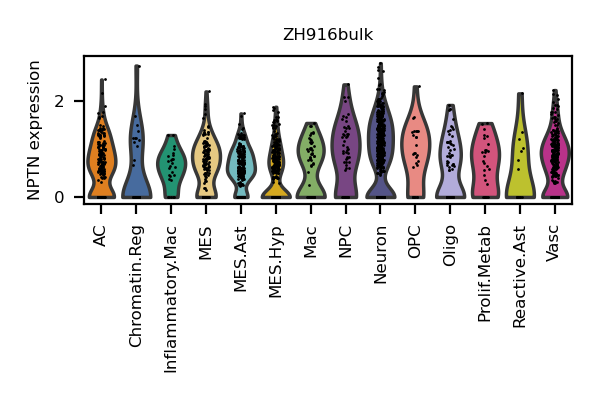 ZH916bulk
NPTN expression
2
0
AC
Chromatin.Reg
Inflammatory.Mac
MES
MES.Ast
MES.Hyp
Mac
NPC
Neuron
OPC
Oligo
Prolif.Metab
Reactive.Ast
Vasc